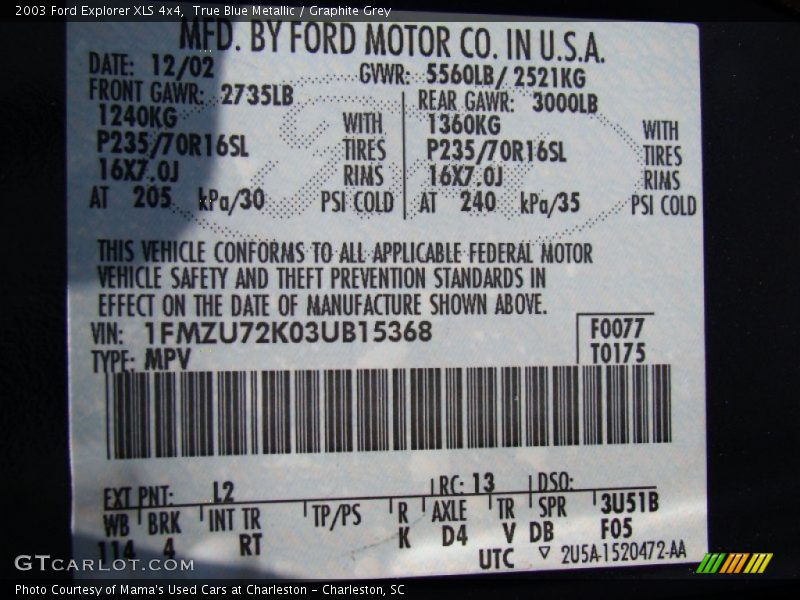 2003 Ford Explorer XLS 4x4, True Blue Metallic / Graphite Grey
MFD. BY FORD MOTOR CO. IN U.S.A.
DATE: 12/02 GVWR: 5560LB/ 2521KG
FRONT GAWR: 2735LB REAR GAWR: 3000LB
1240KG WITH 1360KG WITH
P235/70R16SL TIRES P235/70R16SL TIRES
16X7.0J RIMS 16X7.0J RIMS
AT 205 kPa/30 PSI COLD AT 240 kPa/35 PSI COLD
THIS VEHICLE CONFORMS TO ALL APPLICABLE FEDERAL MOTOR
VEHICLE SAFETY AND THEFT PREVENTION STANDARDS IN
EFFECT ON THE DATE OF MANUFACTURE SHOWN ABOVE.
VIN: 1FMZU72K03UB15368 F0077
TYPE: MPV T0175
EXT PNT: L2 RC: 13 DSO:
WB BRK INT TR TP/PS R AXLE TR SPR 3U51B
114 4 RT K D4 V DB F05
UTC ▽ 2U5A-1520472-AA
GTCARLOT.COM
Photo Courtesy of Mama's Used Cars at Charleston - Charleston, SC